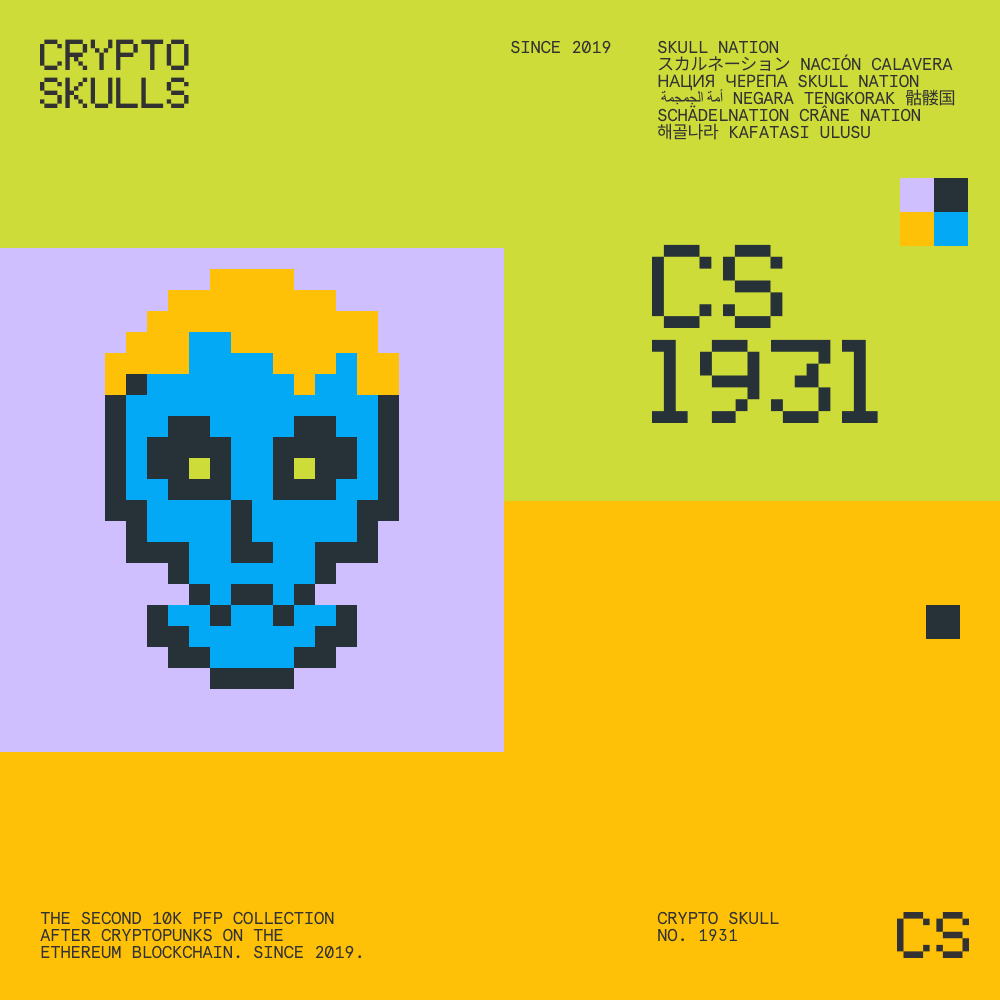 CRYPTO
SKULLS
SINCE 2019
SKULL NATION
スカルネーション NACIÓN CALAVERA
НАЦИЯ ЧЕРЕПА SKULL NATION
أمة الجمجمة NEGARA TENGKORAK 骷髅国
SCHÄDELNATION CRÂNE NATION
해골나라 KAFATASI ULUSU
CS
1931
THE SECOND 10K PFP COLLECTION
AFTER CRYPTOPUNKS ON THE
ETHEREUM BLOCKCHAIN. SINCE 2019.
CRYPTO SKULL
NO. 1931
CS